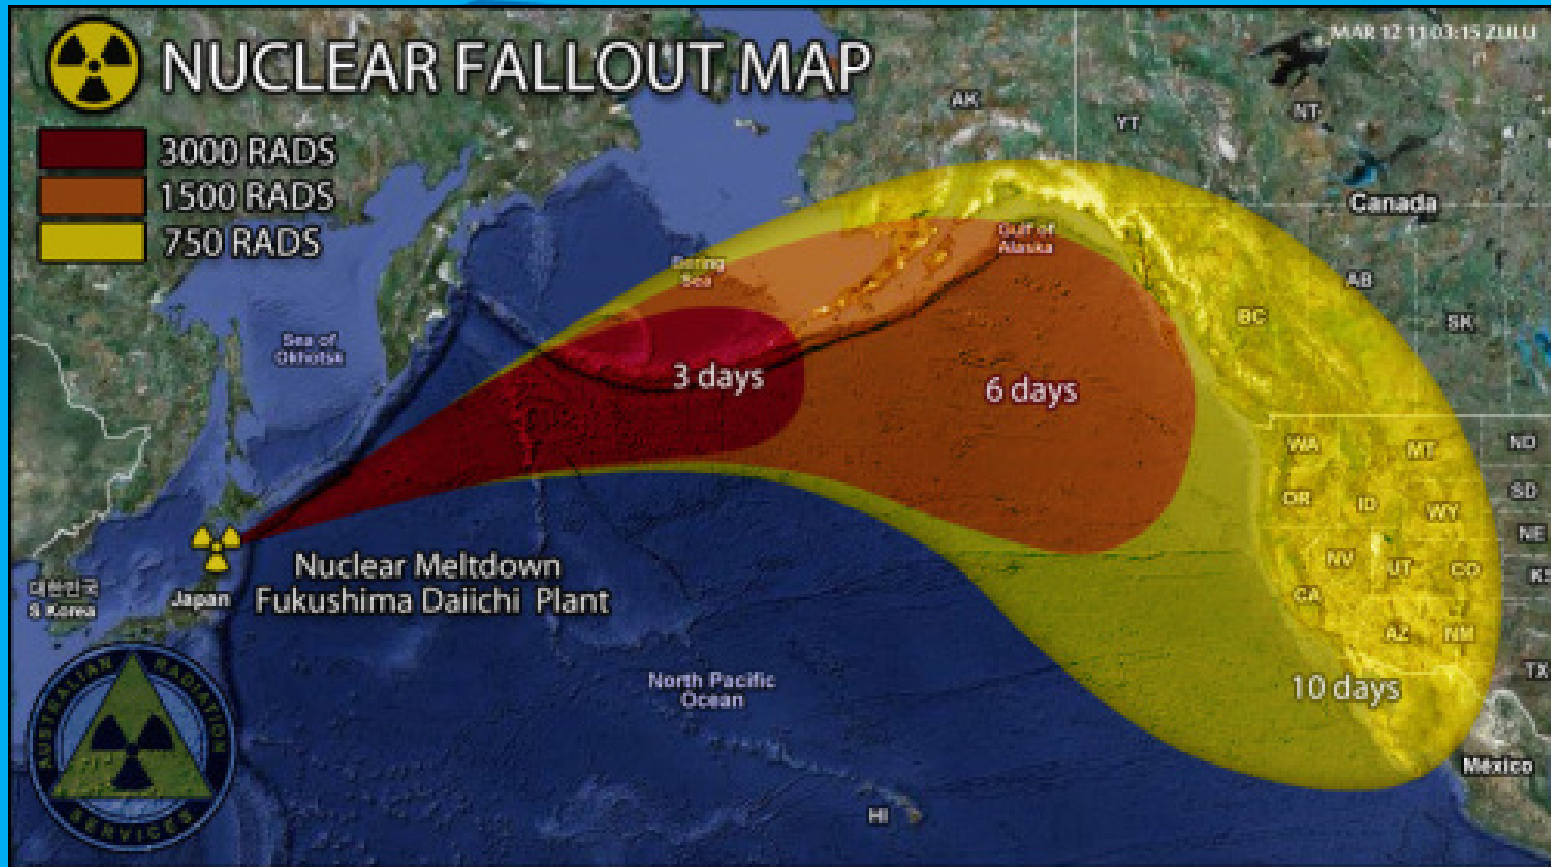 MAR 12 11 03:15 ZULU
NUCLEAR FALLOUT MAP
3000 RADS
1500 RADS
750 RADS
AK
YT
NT
Canada
Gulf of
Alaska
Bering
Sea
AB
BC
SK
Sea of
Okhotsk
3 days
6 days
WA
MT
ND
OR
ID
WY
SD
NE
NV
UT
CO
KS
CA
AZ
NM
TX
Nuclear Meltdown
Fukushima Daiichi Plant
대한민국
S Korea
Japan
North Pacific
Ocean
10 days
México
HI
AUSTRALIAN RADIATION
SERVICES